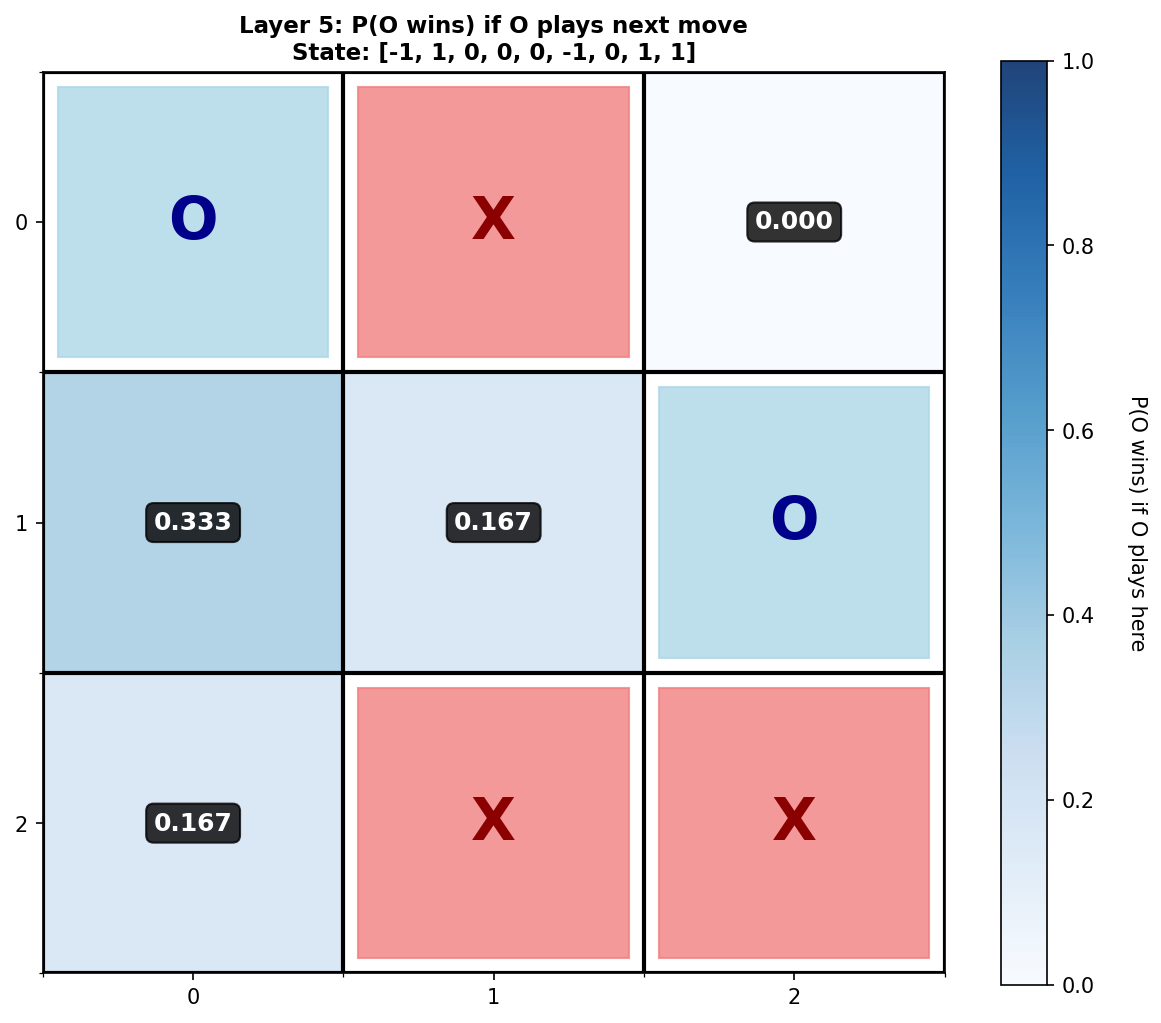 Layer 5: P(O wins) if O plays next move
State: [-1, 1, 0, 0, 0, -1, 0, 1, 1]
O X 0.000
0.333 0.167 O
0.167 X X
0
1
2
0 1 2
1.0
0.8
0.6
0.4
0.2
0.0
P(O wins) if O plays here